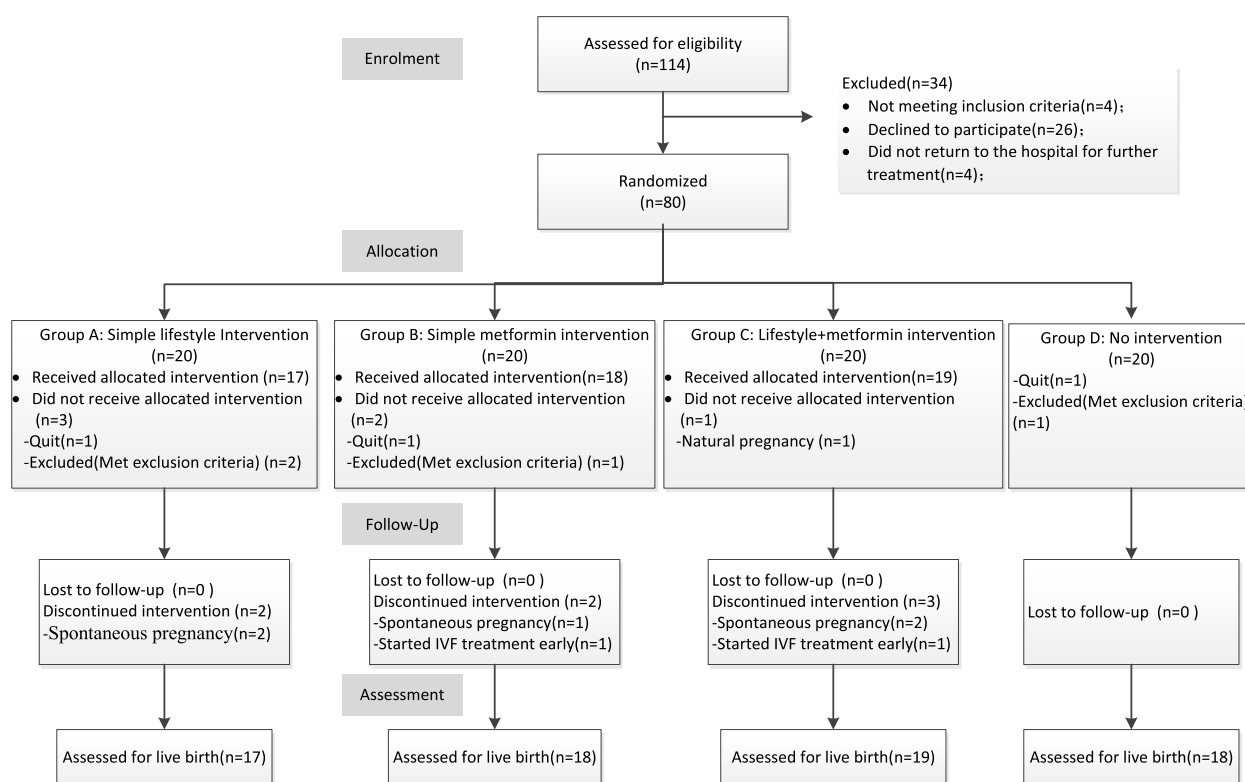 Enrolment
Assessed for eligibility
(n=114)
Excluded(n=34)
• Not meeting inclusion criteria(n=4);
• Declined to participate(n=26);
• Did not return to the hospital for further
treatment(n=4);
Randomized
(n=80)
Allocation
Group A: Simple lifestyle Intervention
(n=20)
• Received allocated intervention (n=17)
• Did not receive allocated intervention
(n=3)
-Quit(n=1)
-Excluded(Met exclusion criteria) (n=2)
Group B: Simple metformin intervention
(n=20)
• Received allocated intervention(n=18)
• Did not receive allocated intervention
(n=2)
-Quit(n=1)
-Excluded(Met exclusion criteria) (n=1)
Group C: Lifestyle+metformin intervention
(n=20)
• Received allocated intervention(n=19)
• Did not receive allocated intervention
(n=1)
-Natural pregnancy (n=1)
Group D: No intervention
(n=20)
-Quit(n=1)
-Excluded(Met exclusion criteria)
(n=1)
Follow-Up
Lost to follow-up (n=0 )
Discontinued intervention (n=2)
-Spontaneous pregnancy(n=2)
Lost to follow-up (n=0 )
Discontinued intervention (n=2)
-Spontaneous pregnancy(n=1)
-Started IVF treatment early(n=1)
Lost to follow-up (n=0 )
Discontinued intervention (n=3)
-Spontaneous pregnancy(n=2)
-Started IVF treatment early(n=1)
Lost to follow-up (n=0 )
Assessment
Assessed for live birth(n=17)
Assessed for live birth(n=18)
Assessed for live birth(n=19)
Assessed for live birth(n=18)